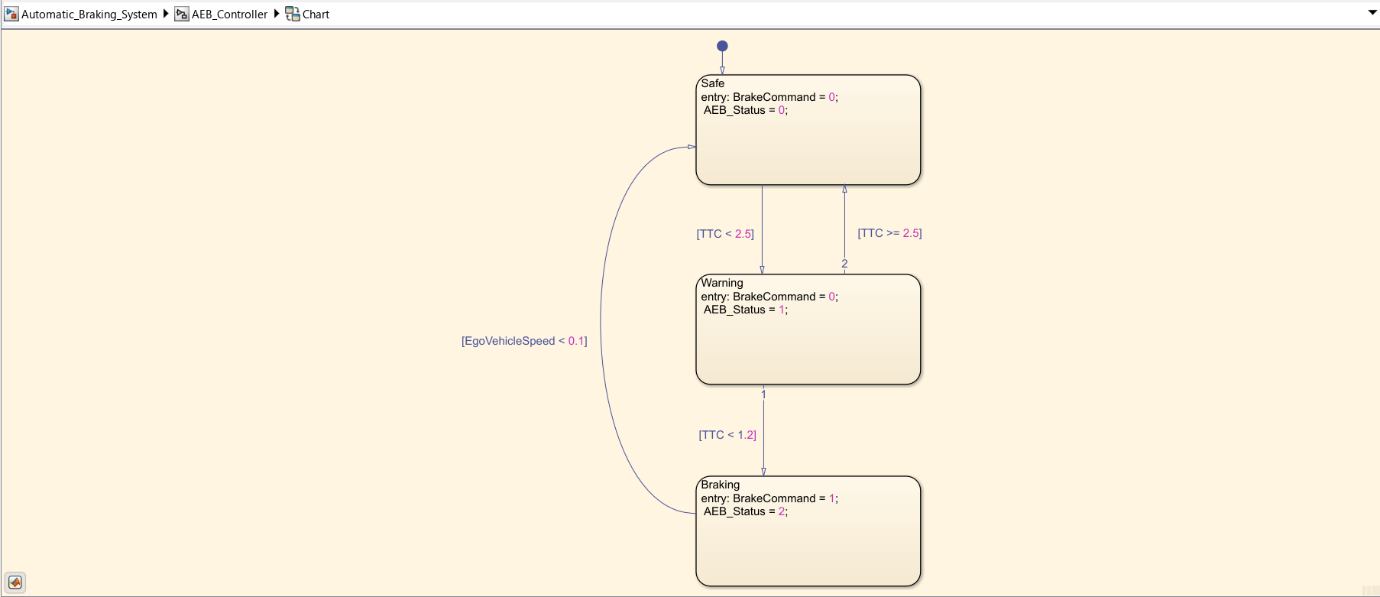 Automatic_Braking_System AEB_Controller Chart
Safe
entry: BrakeCommand = 0;
AEB_Status = 0;
[TTC < 2.5]
[TTC >= 2.5]
2
Warning
entry: BrakeCommand = 0;
AEB_Status = 1;
[EgoVehicleSpeed < 0.1]
1
[TTC < 1.2]
Braking
entry: BrakeCommand = 1;
AEB_Status = 2;